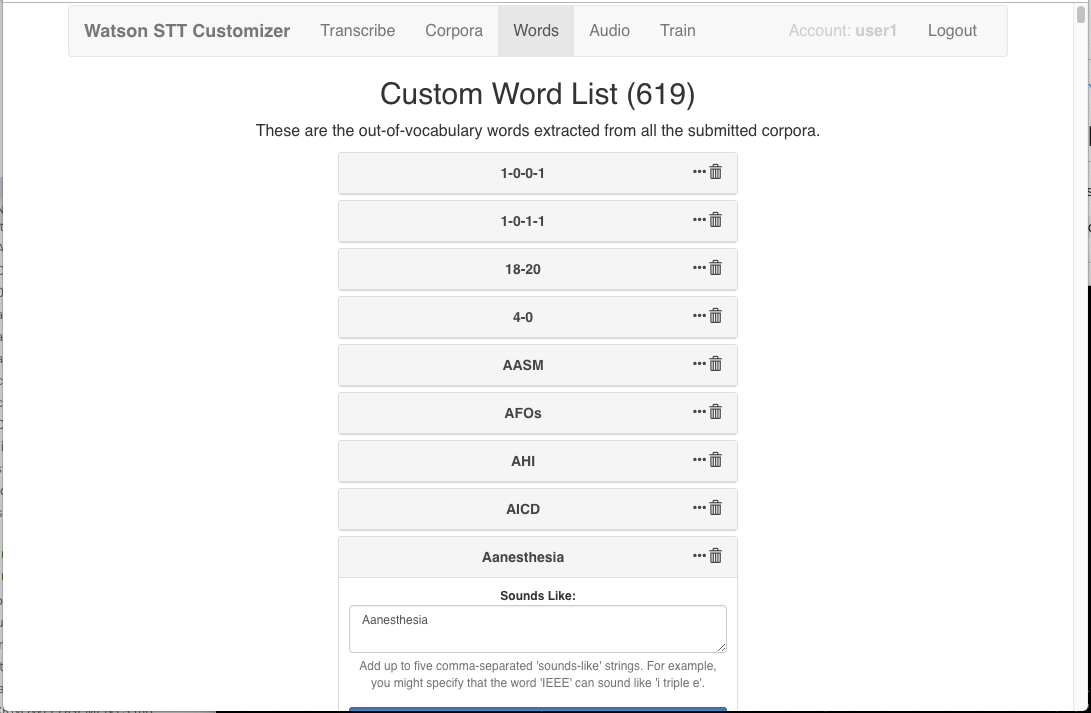 Watson STT Customizer Transcribe Corpora Words Audio Train Account: user1 Logout
Custom Word List (619)
These are the out-of-vocabulary words extracted from all the submitted corpora.
1-0-0-1
1-0-1-1
18-20
4-0
AASM
AFOs
AHI
AICD
Aanesthesia
Sounds Like:
Aanesthesia
Add up to five comma-separated 'sounds-like' strings. For example,
you might specify that the word 'IEEE' can sound like 'i triple e'.